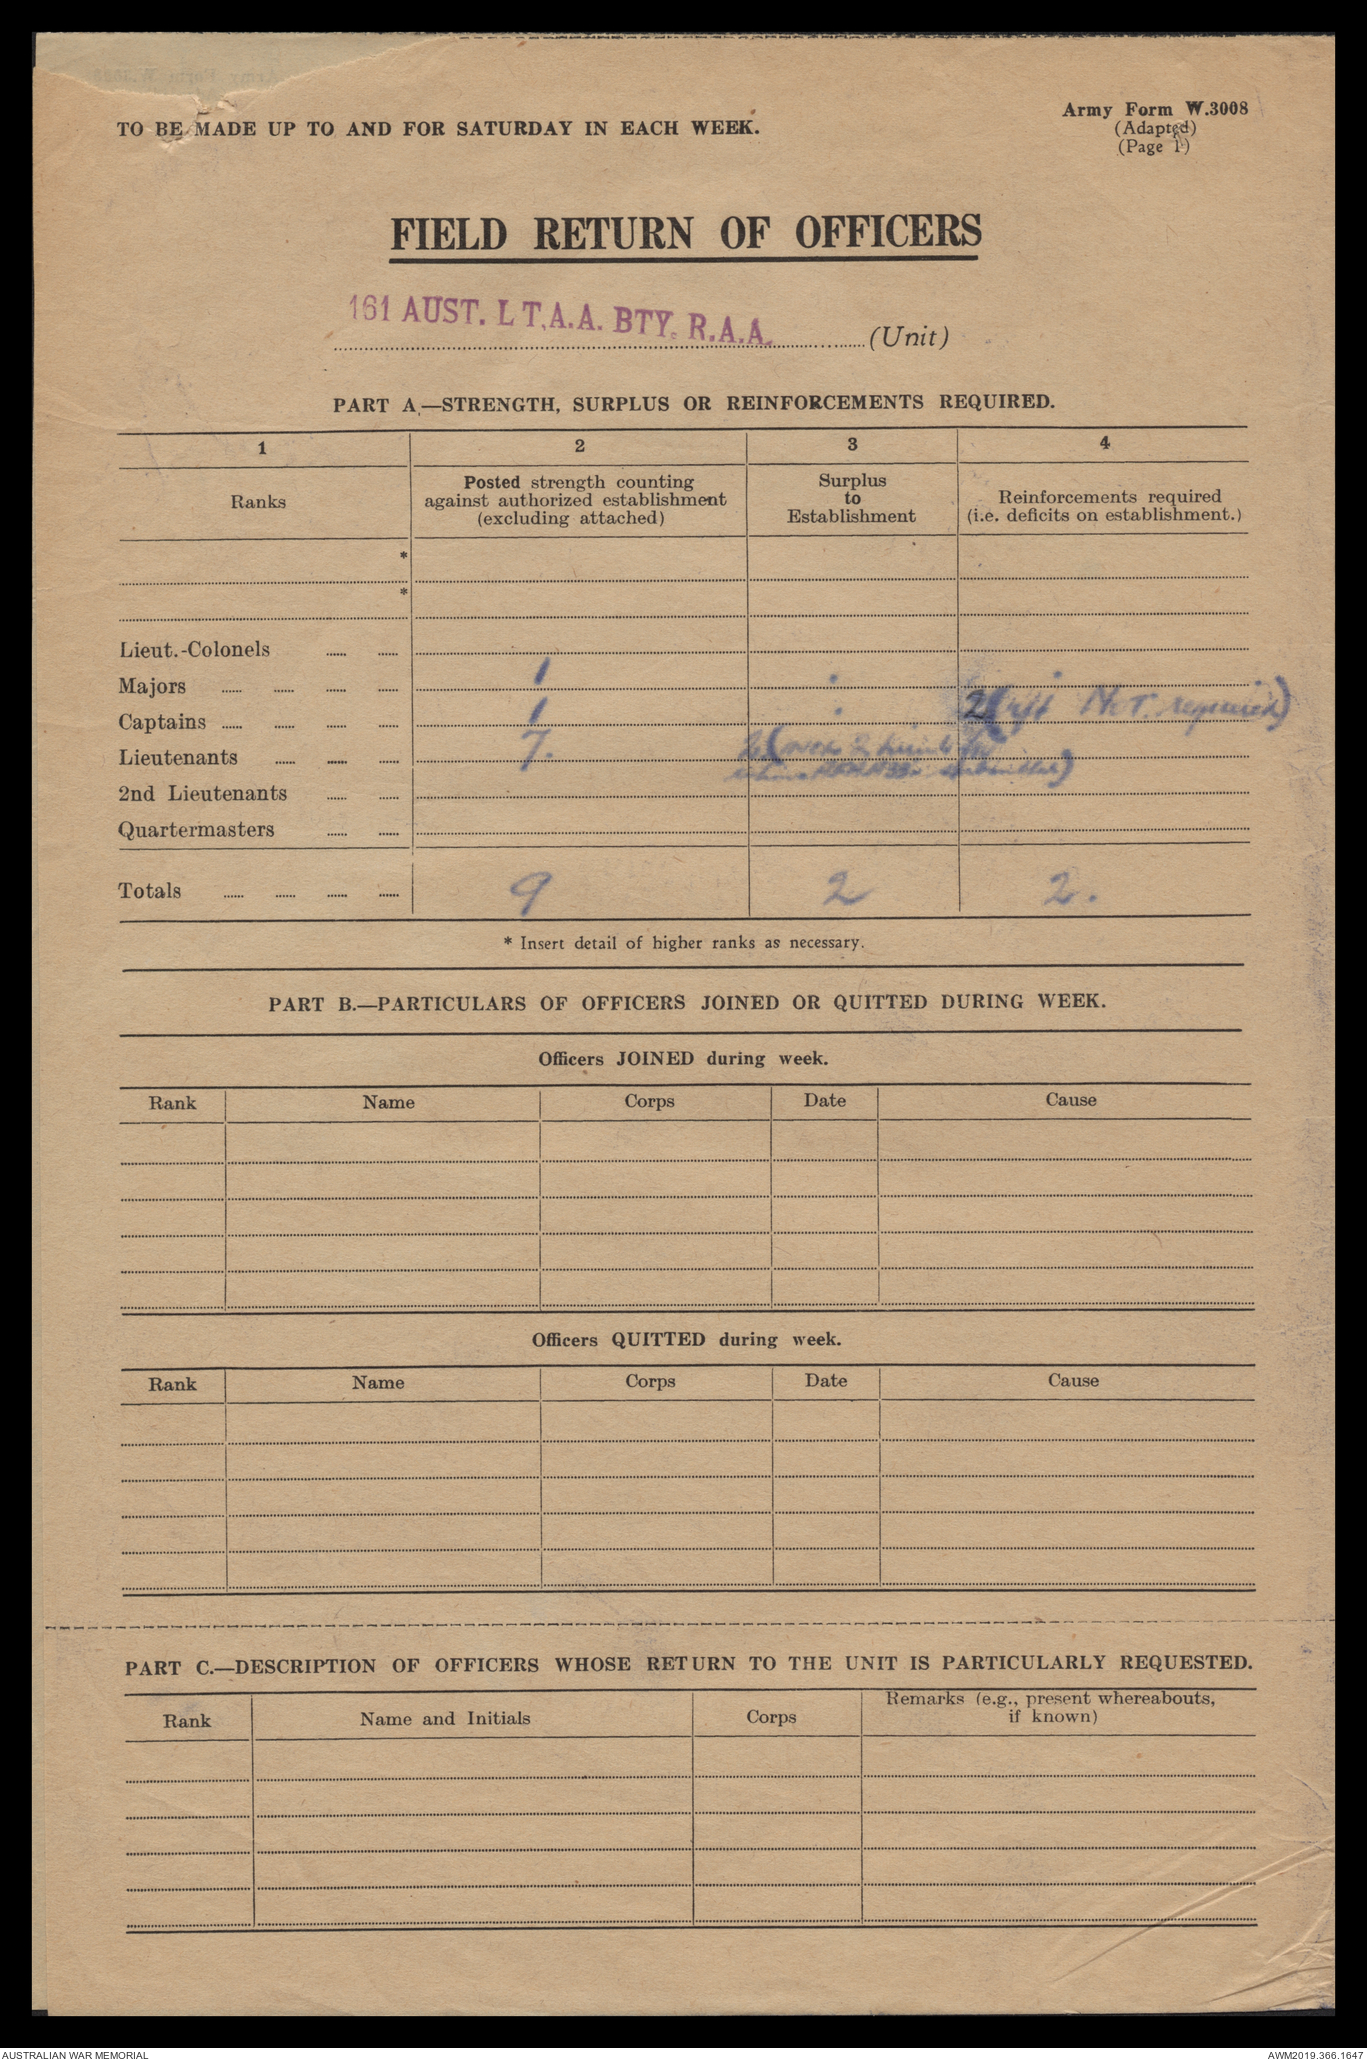 TO BE MADE UP TO AND FOR SATURDAY IN EACH WEEK.
Army Form W.3008
(Adapted)
(Page 1)
FIELD RETURN OF OFFICERS
161 AUST. LT.A.A. BTY. R.A.A. (Unit)
PART A.—STRENGTH, SURPLUS OR REINFORCEMENTS REQUIRED.
1 2 3 4
Ranks
Posted strength counting
against authorized establishment
(excluding attached)
Surplus
to
Establishment
Reinforcements required
(i.e. deficits on establishment.)
*
*
Lieut.-Colonels
Majors 1
Captains 1 2 (rft Not required)
Lieutenants 7. 2 (
2nd Lieutenants
Quartermasters
Totals 9 2 2.
* Insert detail of higher ranks as necessary.
PART B.—PARTICULARS OF OFFICERS JOINED OR QUITTED DURING WEEK.
Officers JOINED during week.
Rank Name Corps Date Cause
Officers QUITTED during week.
Rank Name Corps Date Cause
PART C.—DESCRIPTION OF OFFICERS WHOSE RETURN TO THE UNIT IS PARTICULARLY REQUESTED.
Rank Name and Initials Corps Remarks (e.g., present whereabouts,
if known)
AUSTRALIAN WAR MEMORIAL AWM2019.366.1647